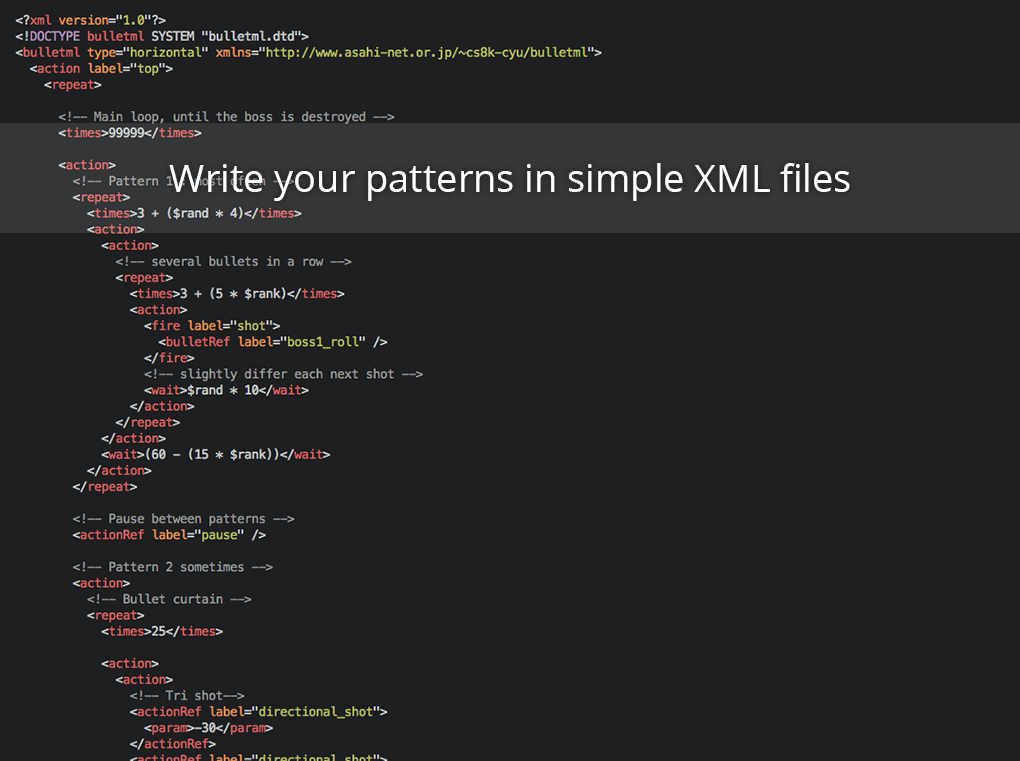 <?xml version="1.0"?>
<!DOCTYPE bulletml SYSTEM "bulletml.dtd">
<bulletml type="horizontal" xmlns="http://www.asahi-net.or.jp/~cs8k-cyu/bulletml">
<action label="top">
<repeat>
<!-- Main loop, until the boss is destroyed -->
<times>99999</times>
<action>
Write your patterns in simple XML files
<!-- Pattern 1 : most often -->
<repeat>
<times>3 + ($rand * 4)</times>
<action>
<action>
<!-- several bullets in a row -->
<repeat>
<times>3 + (5 * $rank)</times>
<action>
<fire label="shot">
<bulletRef label="boss1_roll" />
</fire>
<!-- slightly differ each next shot -->
<wait>$rand * 10</wait>
</action>
</repeat>
</action>
<wait>(60 - (15 * $rank))</wait>
</action>
</repeat>
<!-- Pause between patterns -->
<actionRef label="pause" />
<!-- Pattern 2 sometimes -->
<action>
<!-- Bullet curtain -->
<repeat>
<times>25</times>
<action>
<action>
<!-- Tri shot-->
<actionRef label="directional_shot">
<param>-30</param>
</actionRef>
<actionRef label="directional_shot">